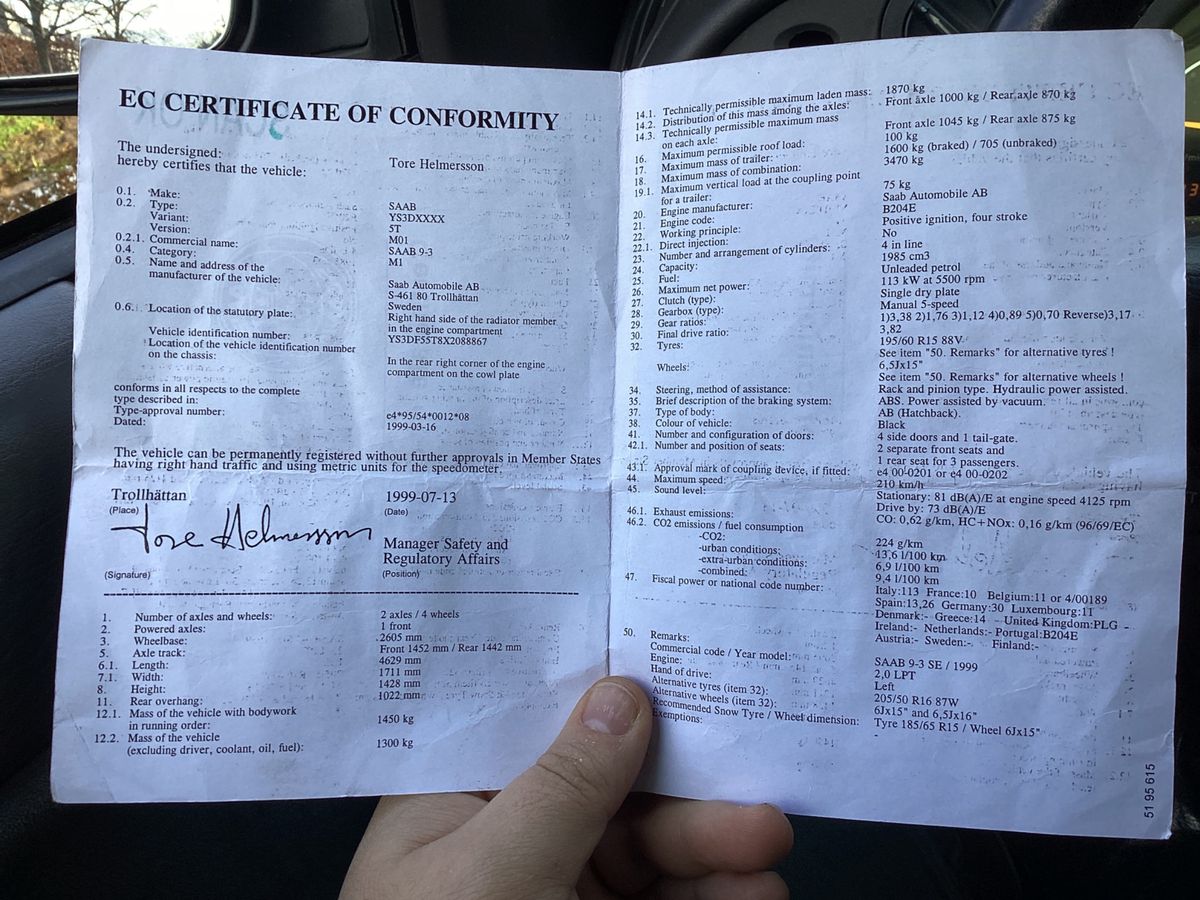 EC CERTIFICATE OF CONFORMITY
The undersigned: Tore Helmersson
hereby certifies that the vehicle:
0.1. Make: SAAB
0.2. Type: YS3DXXXX
Variant: 5T
Version: M01
0.2.1. Commercial name: SAAB 9-3
0.4. Category: M1
0.5. Name and address of the
manufacturer of the vehicle: Saab Automobile AB
S-461 80 Trollhättan
Sweden
0.6. Location of the statutory plate: Right hand side of the radiator member
in the engine compartment
Vehicle identification number: YS3DF55T8X2088867
Location of the vehicle identification number
on the chassis: In the rear right corner of the engine
compartment on the cowl plate
conforms in all respects to the complete
type described in:
Type-approval number: e4*95/54*0012*08
Dated: 1999-03-16
The vehicle can be permanently registered without further approvals in Member States
having right hand traffic and using metric units for the speedometer.
Trollhättan 1999-07-13
(Place) (Date)
Tore Helmersson
Manager Safety and
Regulatory Affairs
(Signature) (Position)
1. Number of axles and wheels: 2 axles / 4 wheels
2. Powered axles: 1 front
3. Wheelbase: 2605 mm
5. Axle track: Front 1452 mm / Rear 1442 mm
6.1. Length: 4629 mm
7.1. Width: 1711 mm
8. Height: 1428 mm
11. Rear overhang: 1022 mm
12.1. Mass of the vehicle with bodywork
in running order: 1450 kg
12.2. Mass of the vehicle
(excluding driver, coolant, oil, fuel): 1300 kg
14.1. Technically permissible maximum laden mass: 1870 kg
14.2. Distribution of this mass among the axles: Front axle 1000 kg / Rear axle 870 kg
14.3. Technically permissible maximum mass
on each axle: Front axle 1045 kg / Rear axle 875 kg
16. Maximum permissible roof load: 100 kg
17. Maximum mass of trailer: 1600 kg (braked) / 705 (unbraked)
18. Maximum mass of combination: 3470 kg
19.1. Maximum vertical load at the coupling point
for a trailer: 75 kg
20. Engine manufacturer: Saab Automobile AB
21. Engine code: B204E
22. Working principle: Positive ignition, four stroke
22.1. Direct injection: No
23. Number and arrangement of cylinders: 4 in line
24. Capacity: 1985 cm3
25. Fuel: Unleaded petrol
26. Maximum net power: 113 kW at 5500 rpm
27. Clutch (type): Single dry plate
28. Gearbox (type): Manual 5-speed
29. Gear ratios: 1)3,38 2)1,76 3)1,12 4)0,89 5)0,70 Reverse)3,17
30. Final drive ratio: 3,82
32. Tyres: 195/60 R15 88V
See item "50. Remarks" for alternative tyres !
Wheels: 6,5Jx15"
See item "50. Remarks" for alternative wheels !
34. Steering, method of assistance: Rack and pinion type. Hydraulic power assisted.
35. Brief description of the braking system: ABS. Power assisted by vacuum.
37. Type of body: AB (Hatchback).
38. Colour of vehicle: Black
41. Number and configuration of doors: 4 side doors and 1 tail-gate.
42.1. Number and position of seats: 2 separate front seats and
1 rear seat for 3 passengers.
43.1. Approval mark of coupling device, if fitted: e4 00-0201 or e4 00-0202
44. Maximum speed: 210 km/h
45. Sound level: Stationary: 81 dB(A)/E at engine speed 4125 rpm
Drive by: 73 dB(A)/E
46.1. Exhaust emissions: CO: 0,62 g/km, HC+NOx: 0,16 g/km (96/69/EC)
46.2. CO2 emissions / fuel consumption
-CO2: 224 g/km
-urban conditions: 13,6 l/100 km
-extra-urban conditions: 6,9 l/100 km
-combined: 9,4 l/100 km
47. Fiscal power or national code number: Italy:113 France:10 Belgium:11 or 4/00189
Spain:13,26 Germany:30 Luxembourg:11
Denmark:- Greece:14 United Kingdom:PLG
Ireland:- Netherlands:- Portugal:B204E
Austria:- Sweden:- Finland:-
50. Remarks:
Commercial code / Year model: SAAB 9-3 SE / 1999
Engine: 2,0 LPT
Hand of drive: Left
Alternative tyres (item 32): 205/50 R16 87W
Alternative wheels (item 32): 6Jx15" and 6,5Jx16"
Recommended Snow Tyre / Wheel dimension: Tyre 185/65 R15 / Wheel 6Jx15"
Exemptions: -
51 95 615